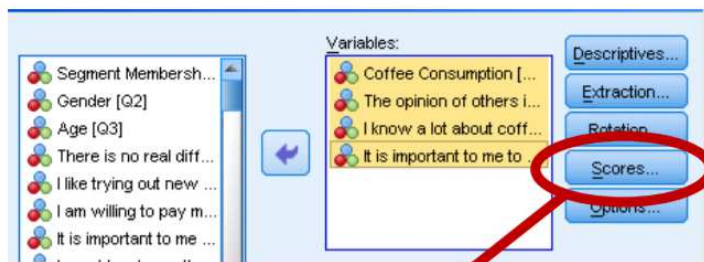 Variables:
Segment Membersh...
Gender [Q2]
Age [Q3]
There is no real diff...
I like trying out new ...
I am willing to pay m...
It is important to me ...
Coffee Consumption [...
The opinion of others i...
I know a lot about coff...
It is important to me to ...
Descriptives...
Extraction...
Rotation...
Scores...
Options...